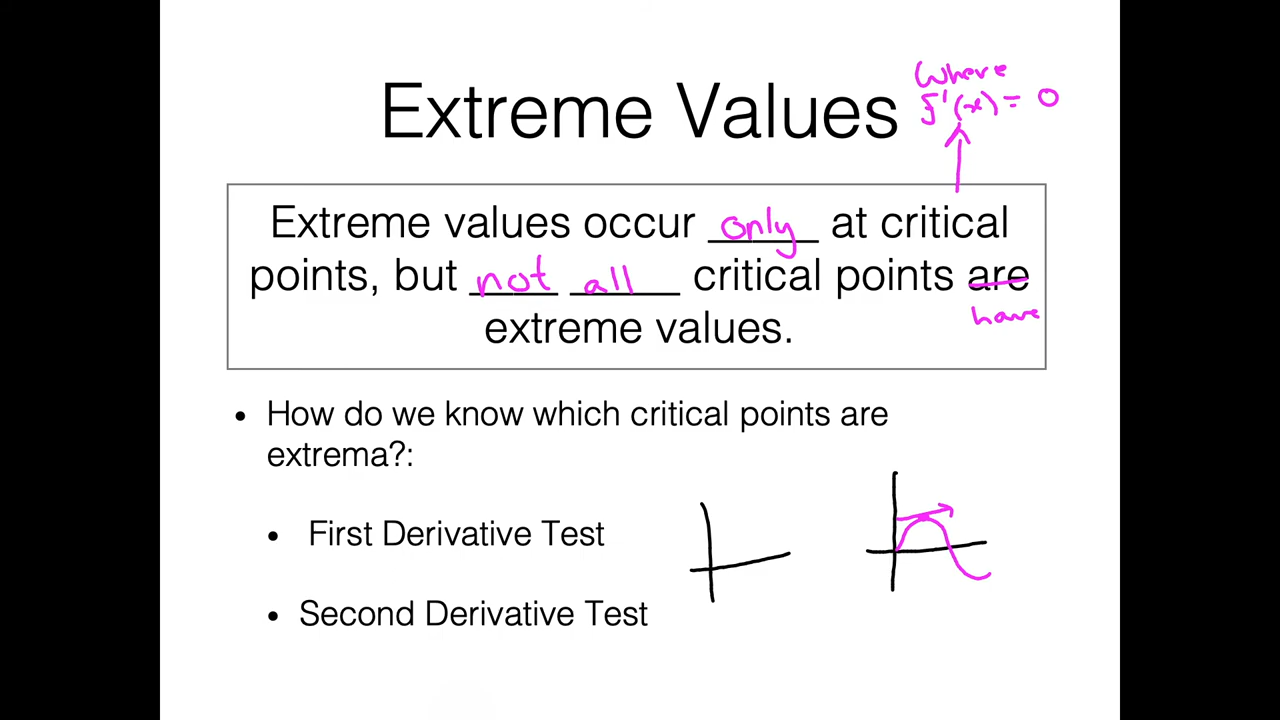 Extreme Values
where
f'(x) = 0
Extreme values occur only at critical
points, but not all critical points are
have
extreme values.
• How do we know which critical points are
extrema?:
• First Derivative Test
• Second Derivative Test